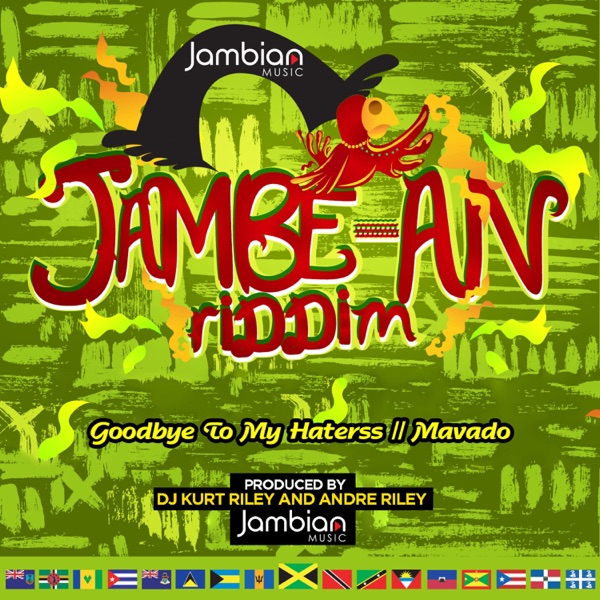 Jambian
MUSIC
JAMBE-AN
riDDim
Goodbye To My Haterss // Mavado
PRODUCED BY
DJ KURT RILEY AND ANDRE RILEY
Jambian
MUSIC